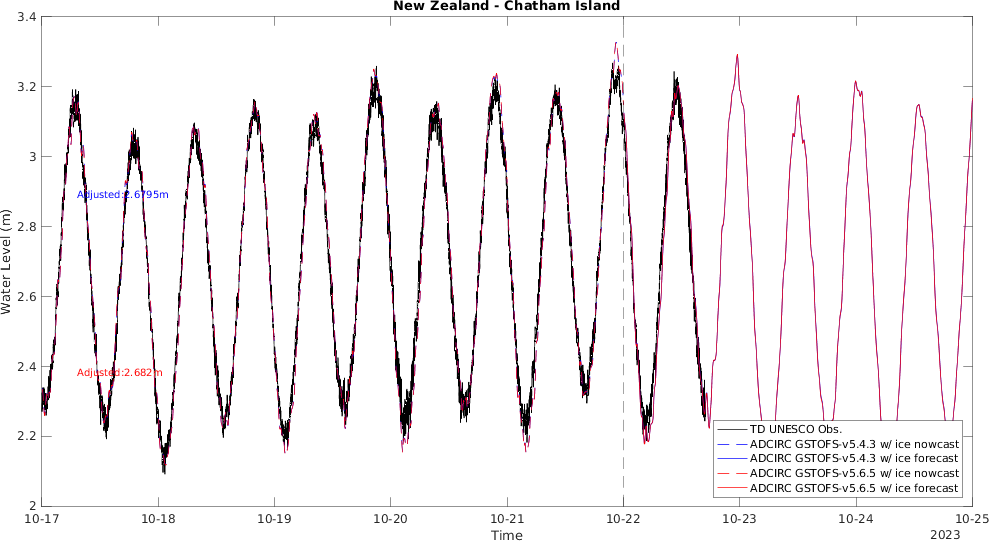 New Zealand - Chatham Island
3.4
3.2
3
2.8
2.6
2.4
2.2
2
Water Level (m)
Adjusted:2.6795m
Adjusted:2.682m
TD UNESCO Obs.
ADCIRC GSTOFS-v5.4.3 w/ ice nowcast
ADCIRC GSTOFS-v5.4.3 w/ ice forecast
ADCIRC GSTOFS-v5.6.5 w/ ice nowcast
ADCIRC GSTOFS-v5.6.5 w/ ice forecast
10-17 10-18 10-19 10-20 10-21 10-22 10-23 10-24 10-25
Time
2023